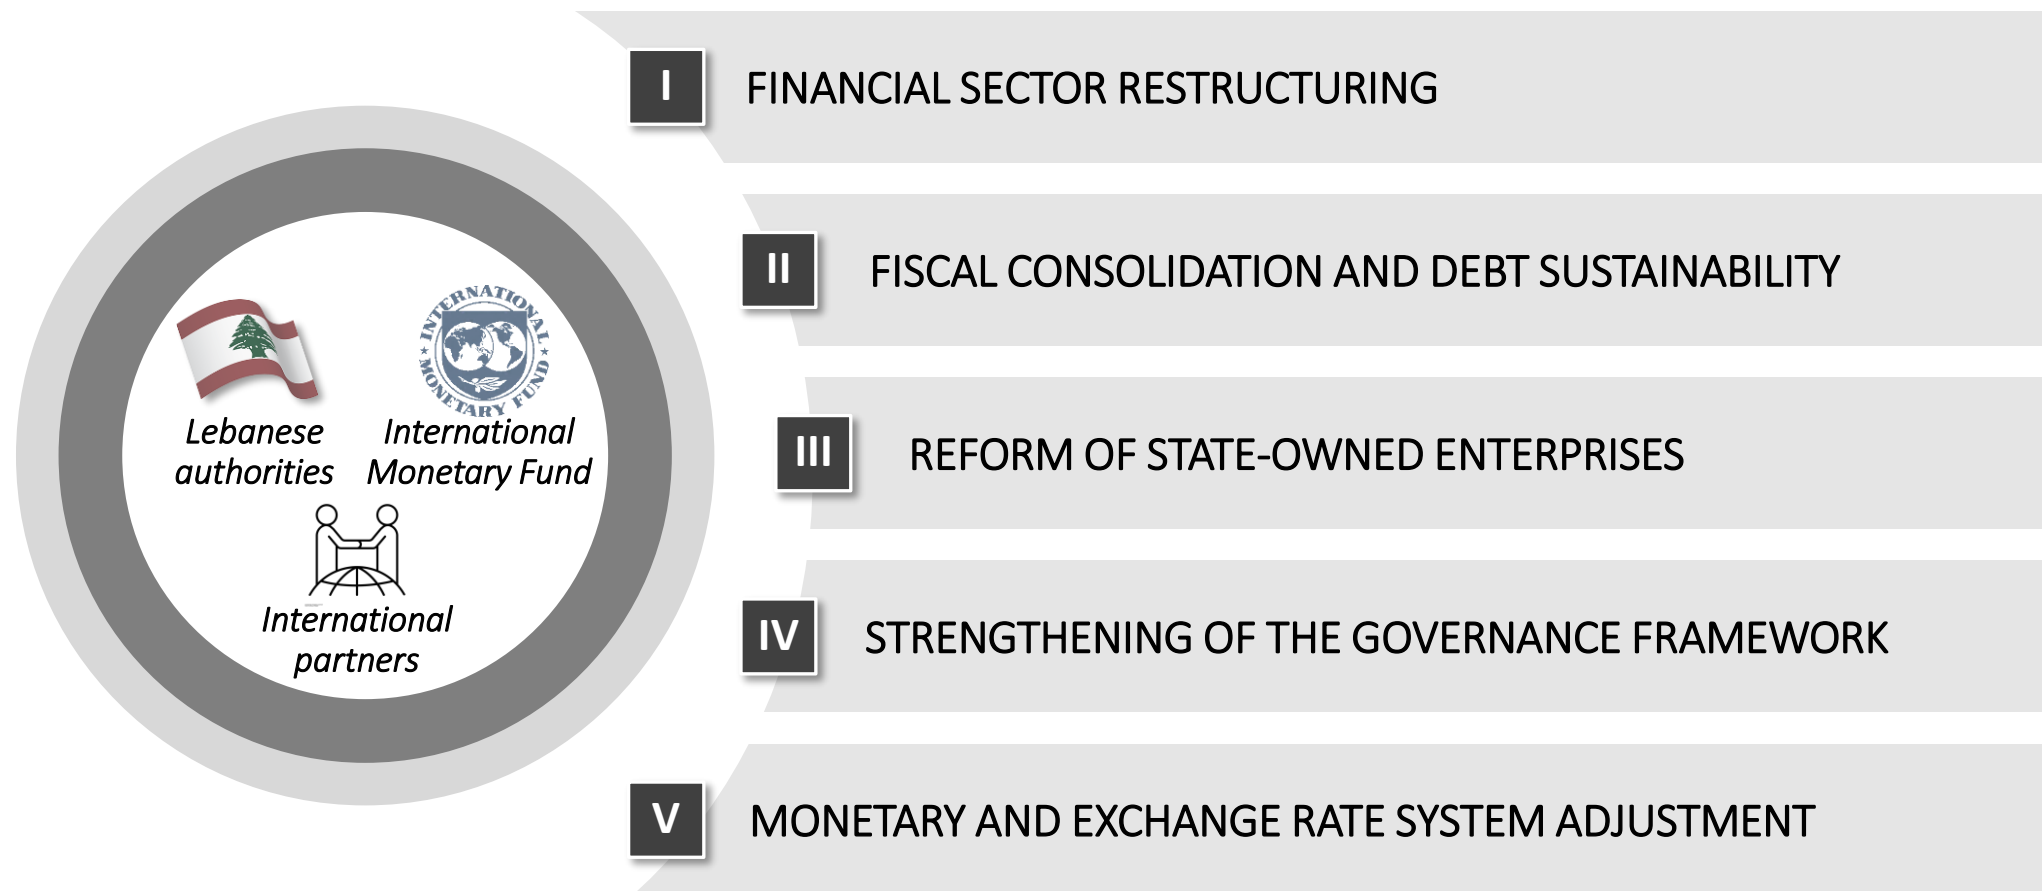 I
FINANCIAL SECTOR RESTRUCTURING
II
FISCAL CONSOLIDATION AND DEBT SUSTAINABILITY
III
REFORM OF STATE-OWNED ENTERPRISES
IV
STRENGTHENING OF THE GOVERNANCE FRAMEWORK
V
MONETARY AND EXCHANGE RATE SYSTEM ADJUSTMENT
INTERNATIONAL MONETARY FUND
Lebanese
authorities
International
Monetary Fund
International
partners